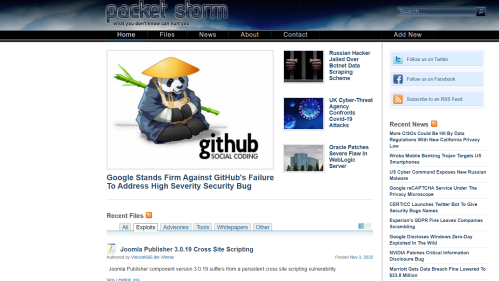 packet storm
what you don't know can hurt you
Search
Home Files News About Contact Add New
github
SOCIAL CODING
Google Stands Firm Against GitHub's Failure
To Address High Severity Security Bug
Russian Hacker
Jailed Over
Botnet Data
Scraping
Scheme
UK Cyber-Threat
Agency
Confronts
Covid-19
Attacks
Oracle Patches
Severe Flaw In
WebLogic
Server
Follow us on Twitter
Follow us on Facebook
Subscribe to an RSS Feed
Recent News
More CISOs Could Be Hit By Data
Regulations With New California Privacy
Law
Wroba Mobile Banking Trojan Targets US
Smartphones
US Cyber Command Exposes New Russian
Malware
Google reCAPTCHA Service Under The
Privacy Microscope
CERT/CC Launches Twitter Bot To Give
Security Bugs Names
Experian's GDPR Fine Leaves Companies
Scrambling
Google Discloses Windows Zero-Day
Exploited In The Wild
NVIDIA Patches Critical Information
Disclosure Bug
Marriott Gets Data Breach Fine Lowered To
$23.8 Million
Recent Files
All Exploits Advisories Tools Whitepapers Other
Joomla Publisher 3.0.19 Cross Site Scripting
Authored by Vincent666 ibn Winnie
Posted Nov 3, 2020
Joomla Publisher component version 3.0.19 suffers from a persistent cross site scripting vulnerability.
tags | exploit, xss